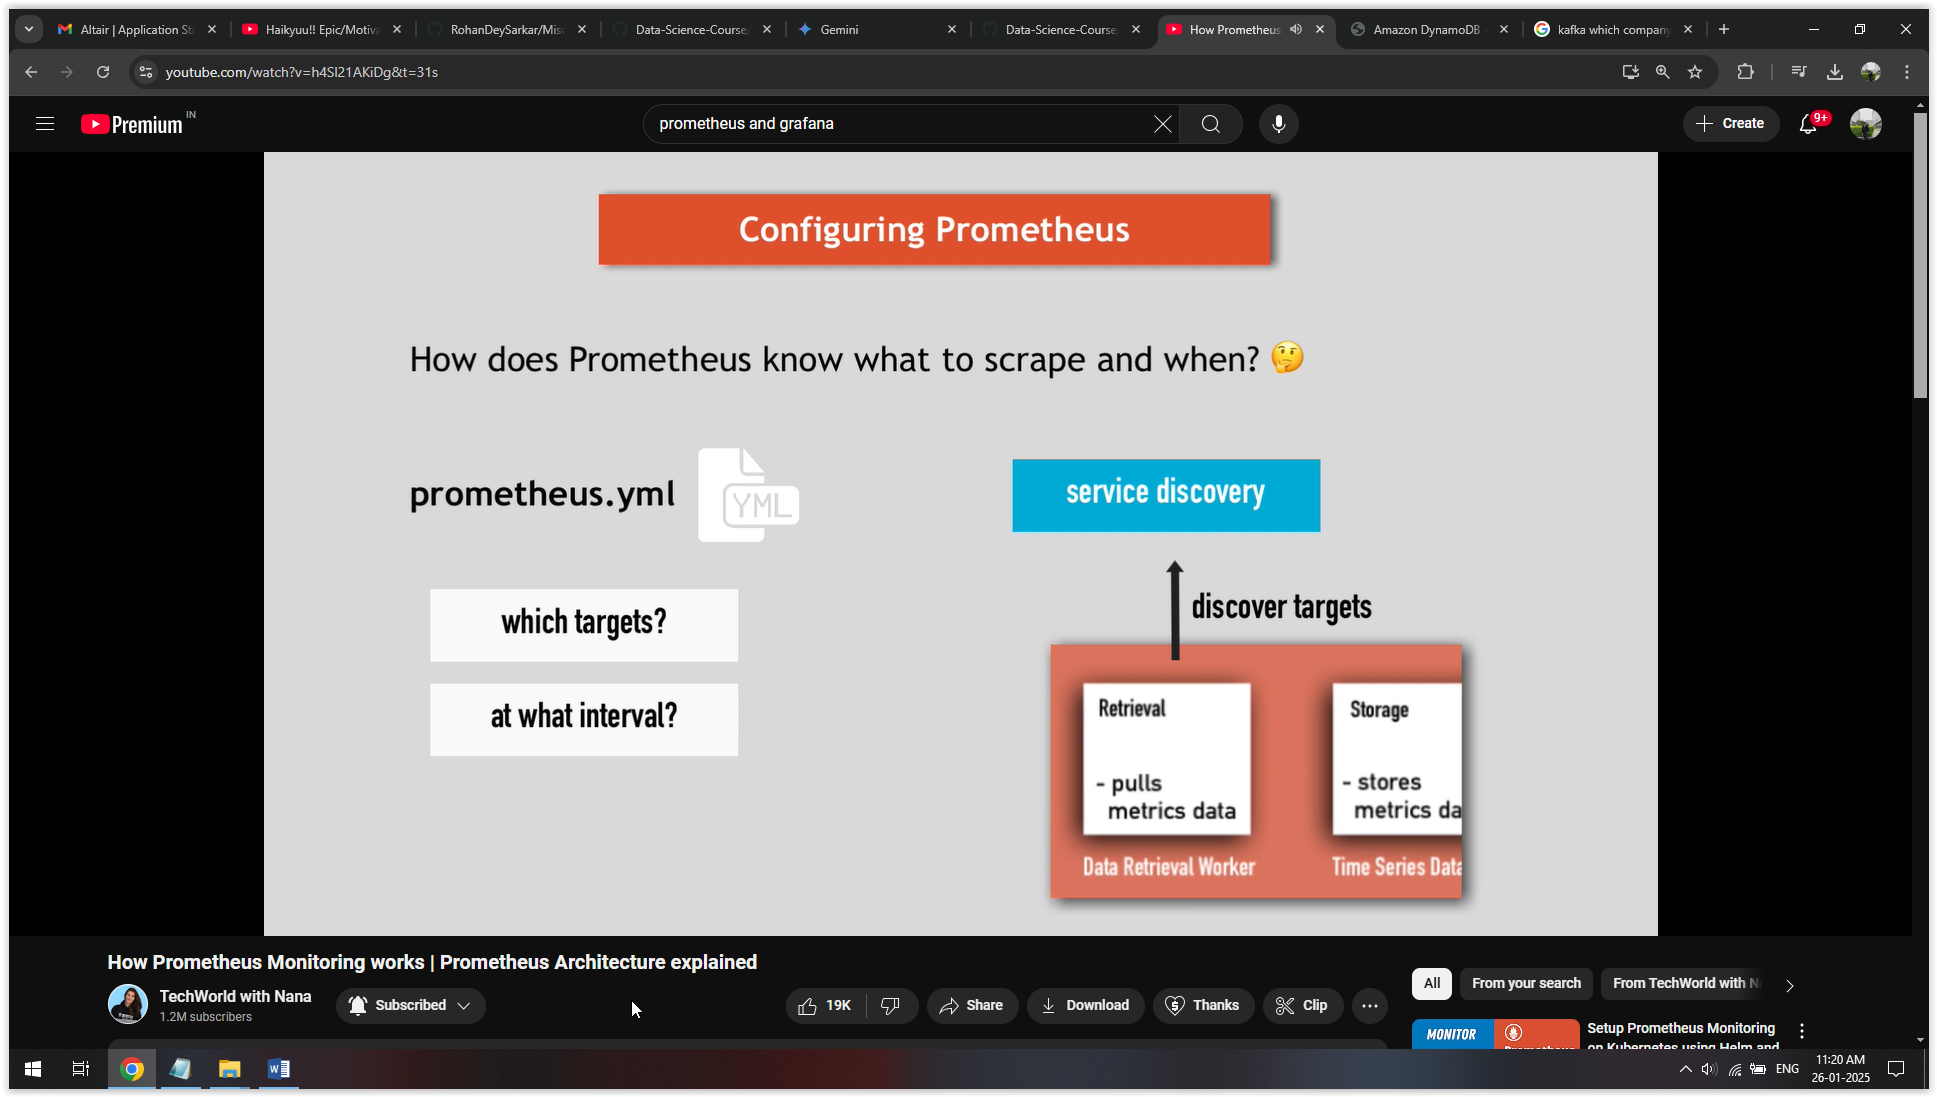 Altair | Application Sta
Haikyuu!! Epic/Motiva
RohanDeySarkar/Misc
Data-Science-Course/
Gemini
Data-Science-Course/
How Prometheus
Amazon DynamoDB
kafka which company
youtube.com/watch?v=h4Sl21AKiDg&t=31s
Premium IN
prometheus and grafana
Create
9+
Configuring Prometheus
How does Prometheus know what to scrape and when? 🤔
prometheus.yml
YML
service discovery
which targets?
discover targets
at what interval?
Retrieval
- pulls
metrics data
Data Retrieval Worker
Storage
- stores
metrics da
Time Series Data
How Prometheus Monitoring works | Prometheus Architecture explained
TechWorld with Nana
1.2M subscribers
Subscribed
19K
Share
Download
Thanks
Clip
All
From your search
From TechWorld with Na
MONITOR
Prometheus
Setup Prometheus Monitoring
on Kubernetes using Helm and
ENG
11:20 AM
26-01-2025